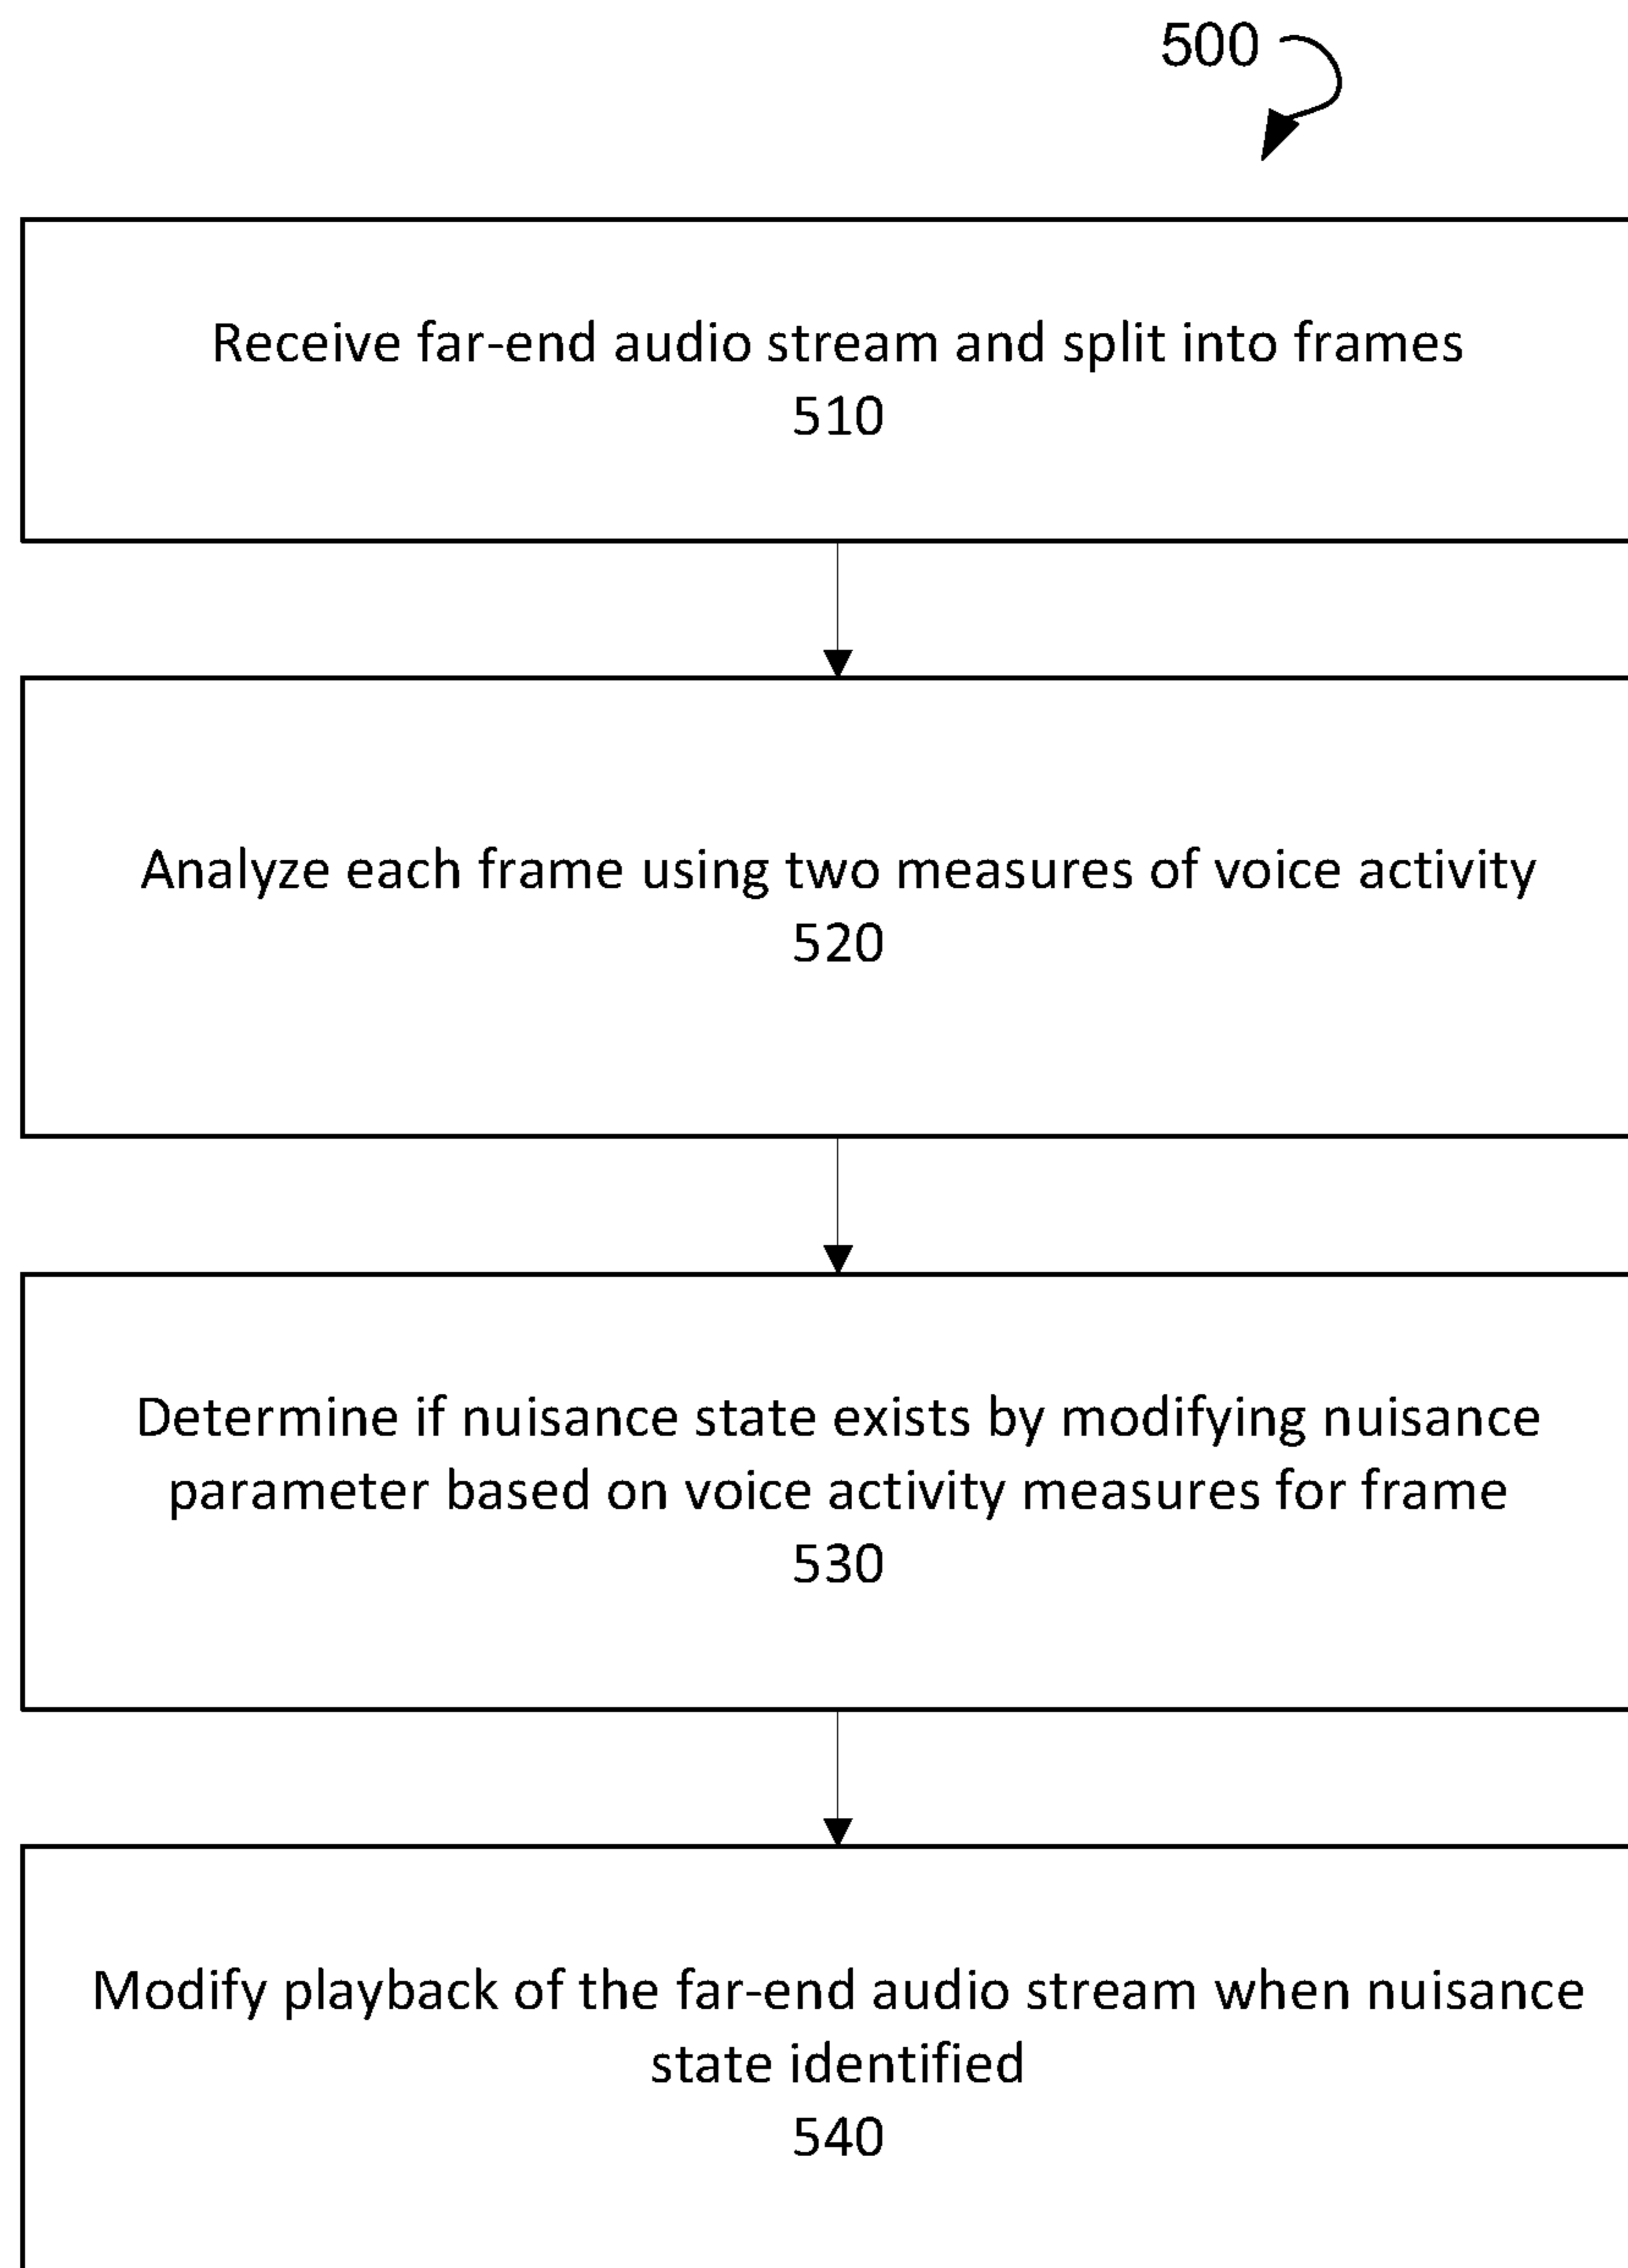 500
Receive far-end audio stream and split into frames
510
Analyze each frame using two measures of voice activity
520
Determine if nuisance state exists by modifying nuisance
parameter based on voice activity measures for frame
530
Modify playback of the far-end audio stream when nuisance
state identified
540